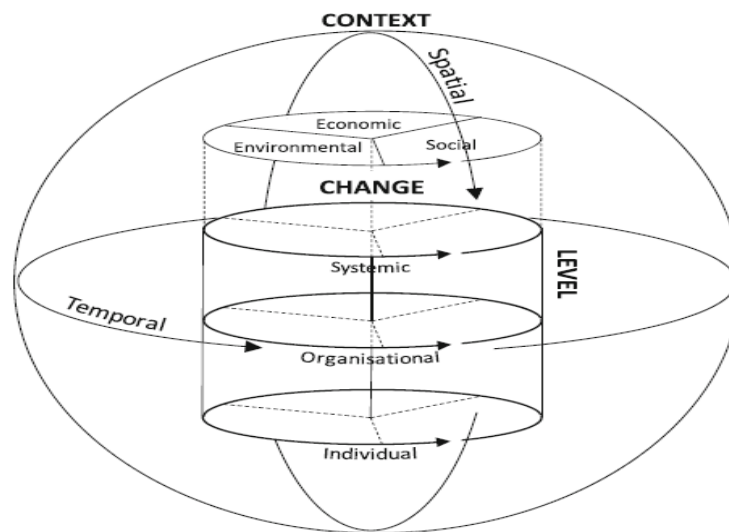 CONTEXT
Spatial
Economic
Environmental
Social
CHANGE
Systemic
LEVEL
Temporal
Organisational
Individual